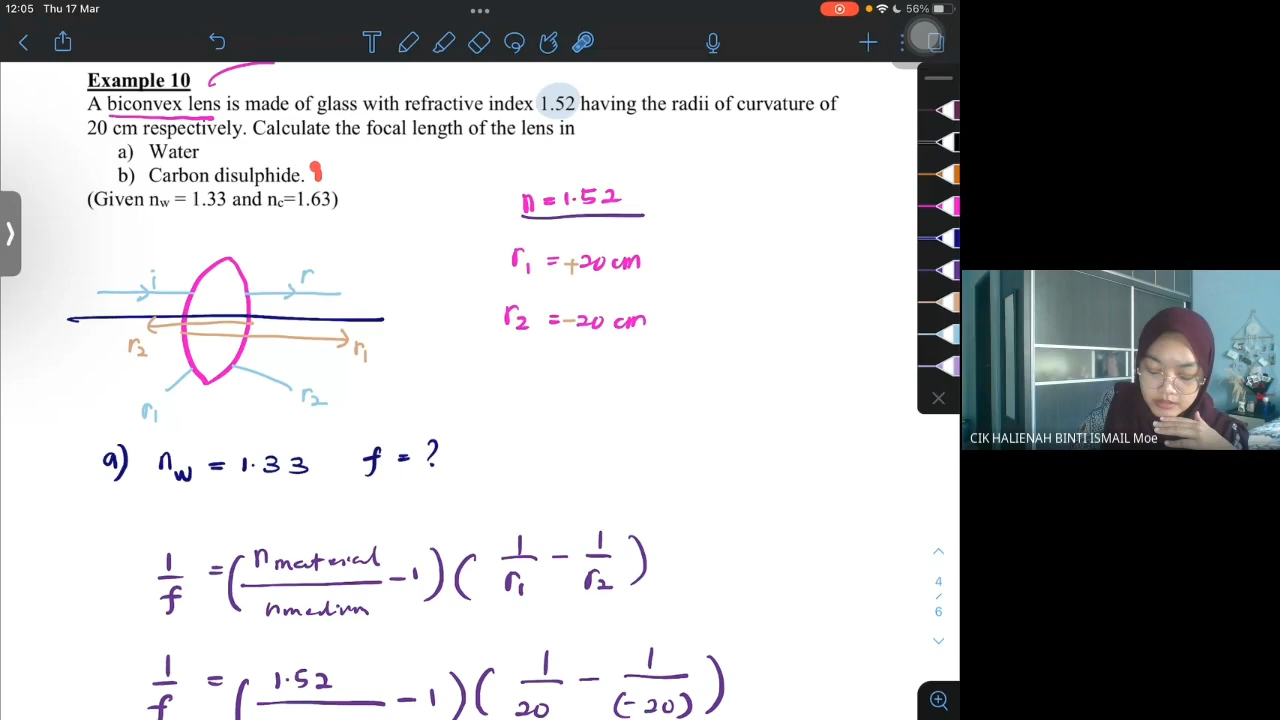 12:05 Thu 17 Mar
56%
Example 10
A biconvex lens is made of glass with refractive index 1.52 having the radii of curvature of
20 cm respectively. Calculate the focal length of the lens in
a) Water
b) Carbon disulphide.
(Given nw = 1.33 and nc=1.63)
n = 1.52
r1 = +20 cm
r2 = -20 cm
i
r
r2
r1
r1
r2
a) nw = 1.33 f = ?
1/f = (n material / n medium - 1) ( 1/r1 - 1/r2 )
1/f = ( 1.52 - 1 ) ( 1/20 - 1/(-20) )
4
/
6
CIK HALIENAH BINTI ISMAIL Moe